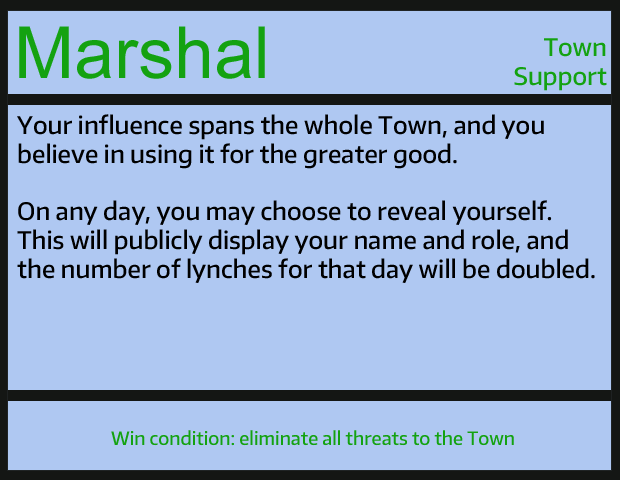 Marshal
Town
Support
Your influence spans the whole Town, and you
believe in using it for the greater good.
On any day, you may choose to reveal yourself.
This will publicly display your name and role, and
the number of lynches for that day will be doubled.
Win condition: eliminate all threats to the Town